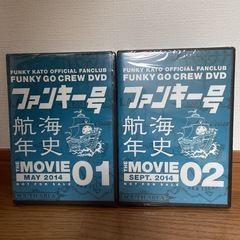 FUNKY KATO OFFICIAL FANCLUB
FUNKY GO CREW DVD
ファンキー号
航海
年史
THE MOVIE 01
MAY 2014
NOT FOR SALE
FUNKY KATO OFFICIAL FANCLUB
FUNKY GO CREW DVD
ファンキー号
航海
年史
THE MOVIE 02
SEPT. 2014
NOT FOR SALE